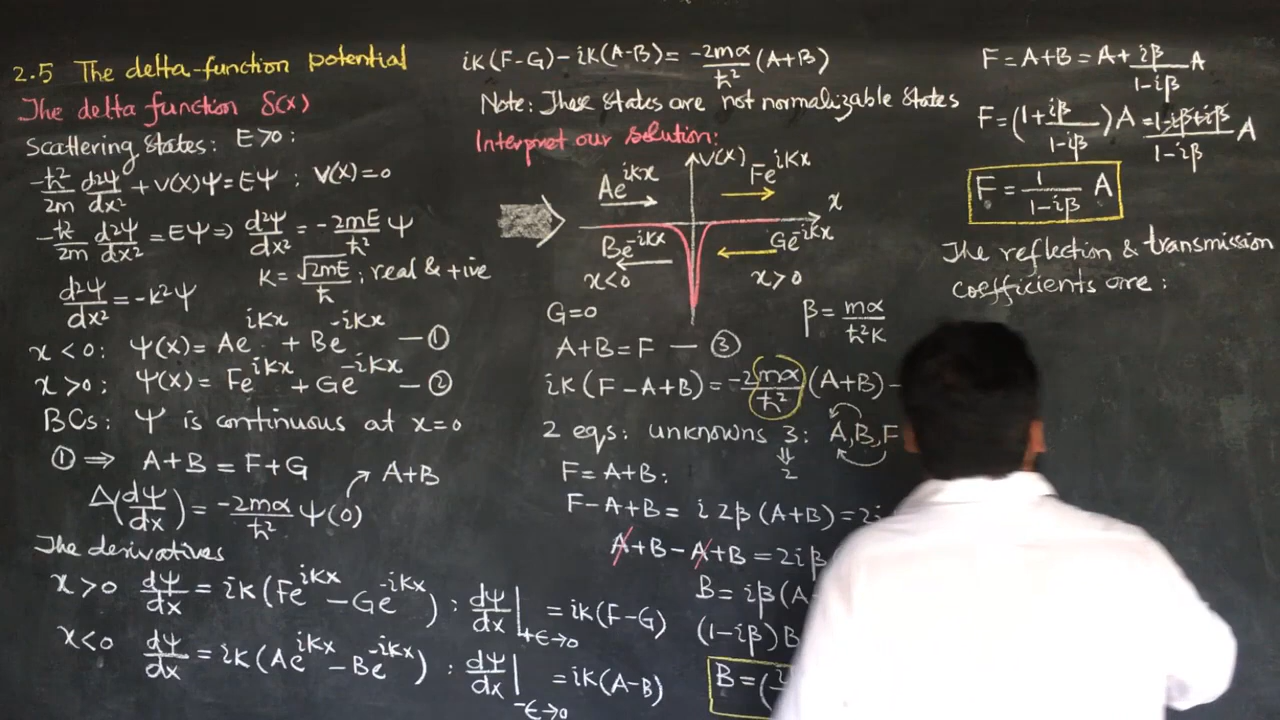 2.5 The delta-function potential
The delta function δ(x)
Scattering states: E>0:
-ℏ²/2m d²ψ/dx² + V(x)ψ=Eψ ; V(x)=0
-ℏ/2m d²ψ/dx² = Eψ ⇒ d²ψ/dx² = -2mE/ℏ² ψ
d²ψ/dx² = -k²ψ
k = √2mE/ℏ ; real & +ive
x < 0: ψ(x) = Ae^ikx + Be^-ikx — ①
x > 0: ψ(x) = Fe^ikx + Ge^-ikx — ②
BCs: ψ is continuous at x=0
① ⇒ A+B = F+G
Δ(dψ/dx) = -2mα/ℏ² ψ(0) ↗ A+B
The derivatives
x>0 dψ/dx = ik(Fe^ikx - Ge^-ikx) : dψ/dx|+ϵ→0 = ik(F-G)
x<0 dψ/dx = ik(Ae^ikx - Be^-ikx) : dψ/dx|-ϵ→0 = ik(A-B)
ik(F-G) - ik(A-B) = -2mα/ℏ² (A+B)
Note: These states are not normalizable states
Interpret our solution:
V(x)
Ae^ikx
Fe^ikx
x
Be^-ikx
Ge^-ikx
x<0
x>0
G=0
β = mα/ℏ²k
A+B = F — ③
ik(F-A+B) = -2mα/ℏ² (A+B) -
2 eqs: unknowns 3: A,B,F
⇓
2
F = A+B:
F-A+B = i2β(A+B) = 2i
A+B-A+B = 2iβ
B = iβ(A
(1-iβ)B
B = (i
F = A+B = A + iβ/1-iβ A
F = (1+ iβ/1-iβ)A = 1-iβ+iβ/1-iβ A
F = 1/1-iβ A
The reflection & transmission
coefficients are: